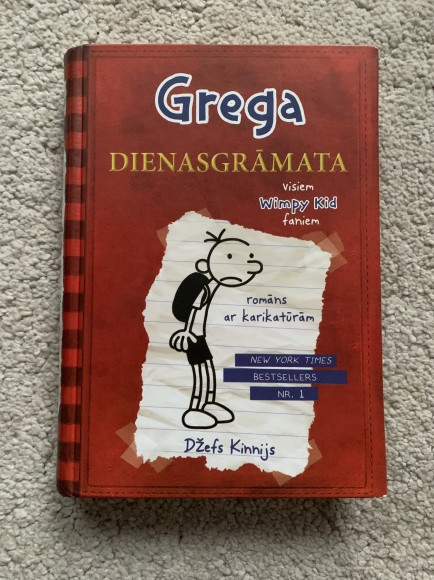 Grega
DIENASGRĀMATA
visiem
Wimpy Kid
faniem
romāns
ar karikatūrām
NEW YORK TIMES
BESTSELLERS
NR. 1
Džefs Kinnijs